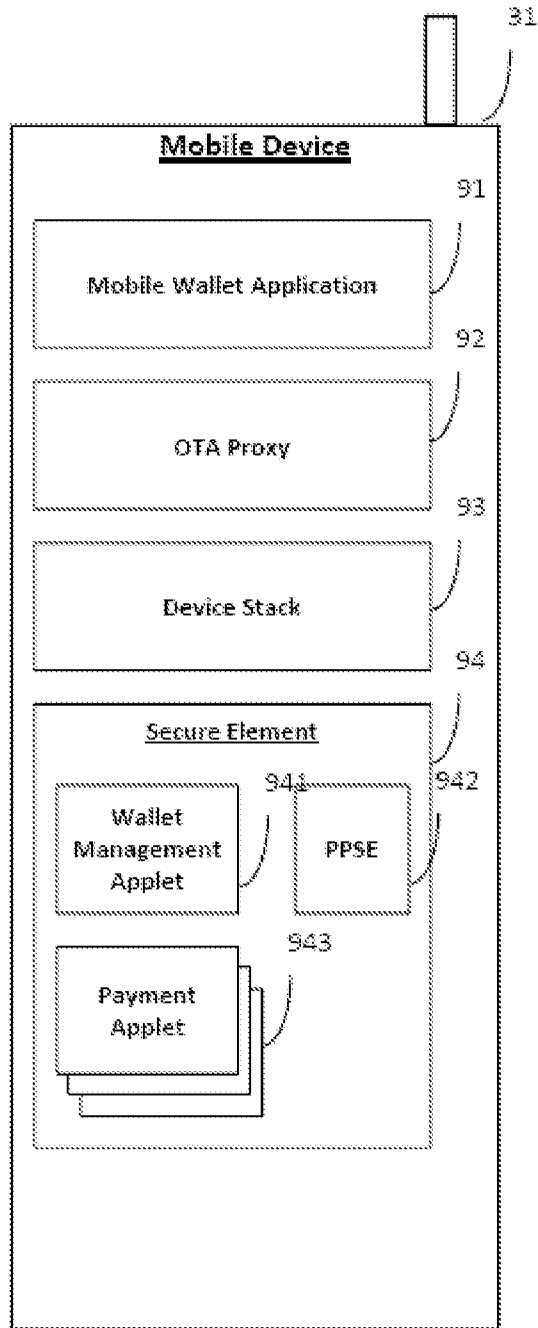 31
Mobile Device
91
Mobile Wallet Application
92
OTA Proxy
93
Device Stack
94
Secure Element
941
942
Wallet
Management
Applet
PPSE
943
Payment
Applet